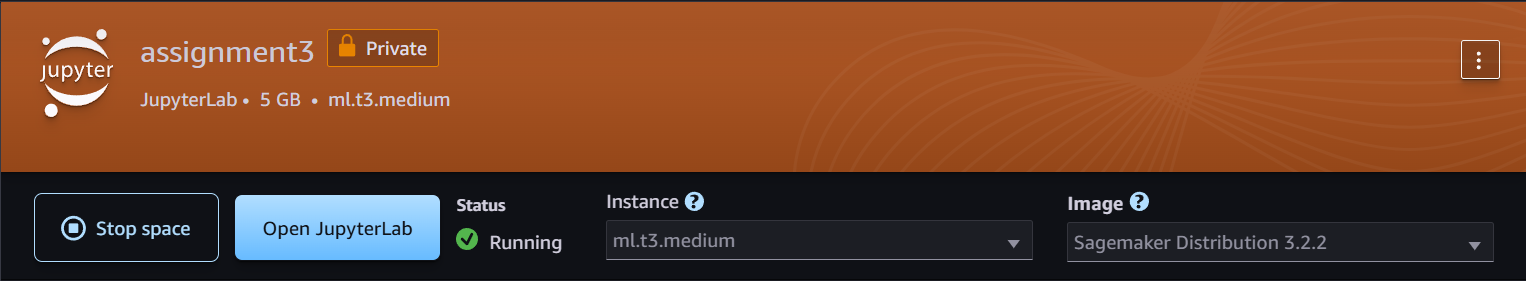 jupyter
assignment3
Private
JupyterLab • 5 GB • ml.t3.medium
Stop space
Open JupyterLab
Status
Running
Instance ?
ml.t3.medium
Image ?
Sagemaker Distribution 3.2.2